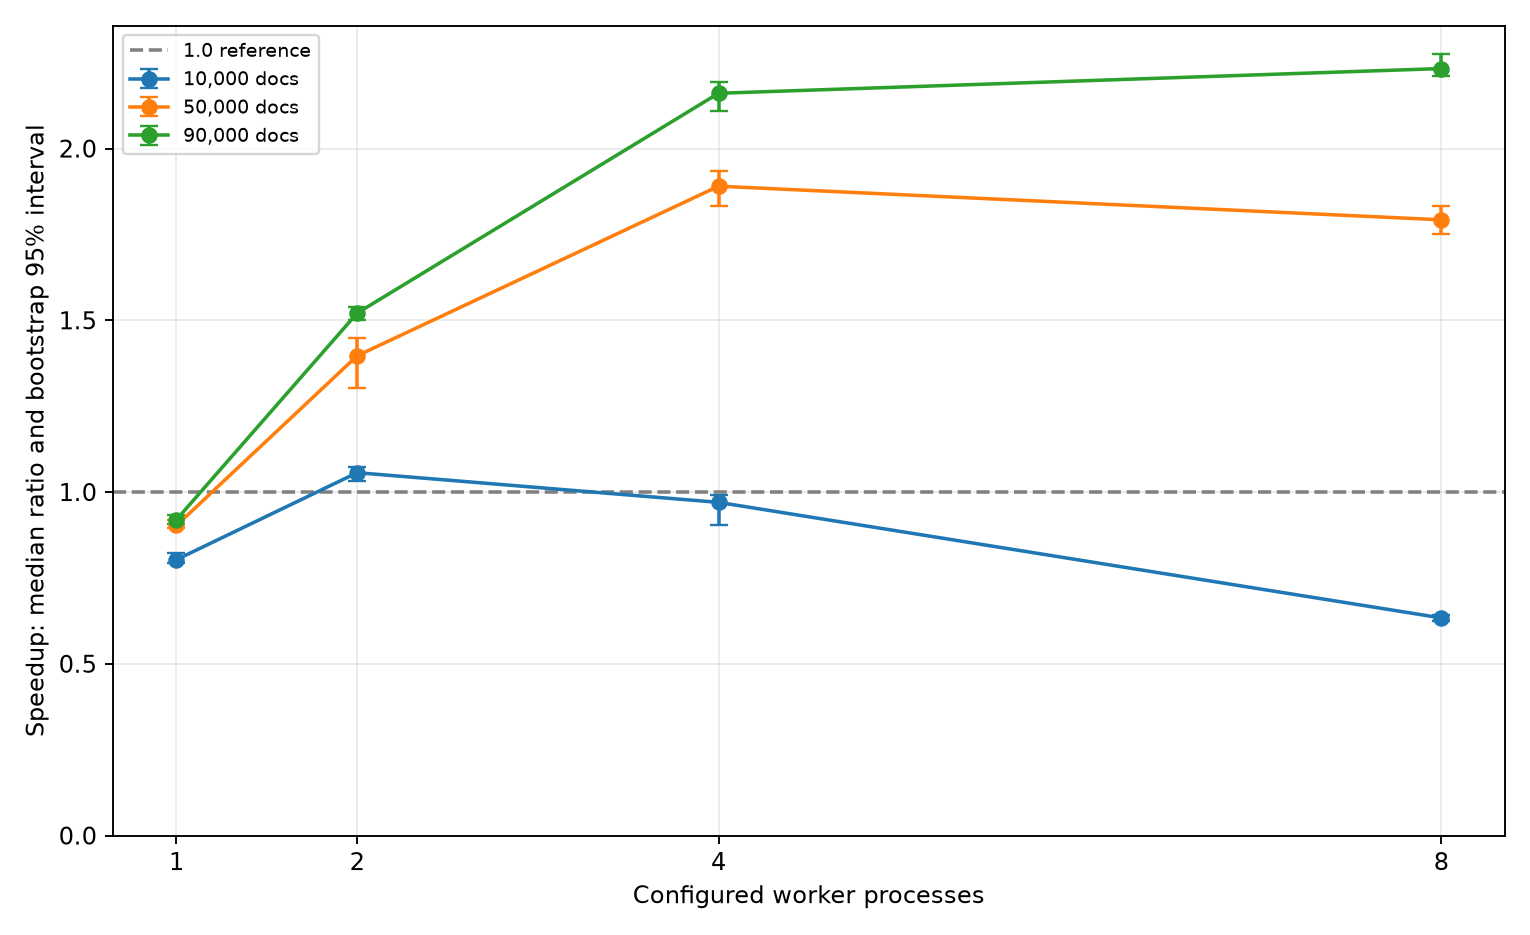 1.0 reference
10,000 docs
50,000 docs
90,000 docs
Speedup: median ratio and bootstrap 95% interval
2.0
1.5
1.0
0.5
0.0
1 2 4 8
Configured worker processes